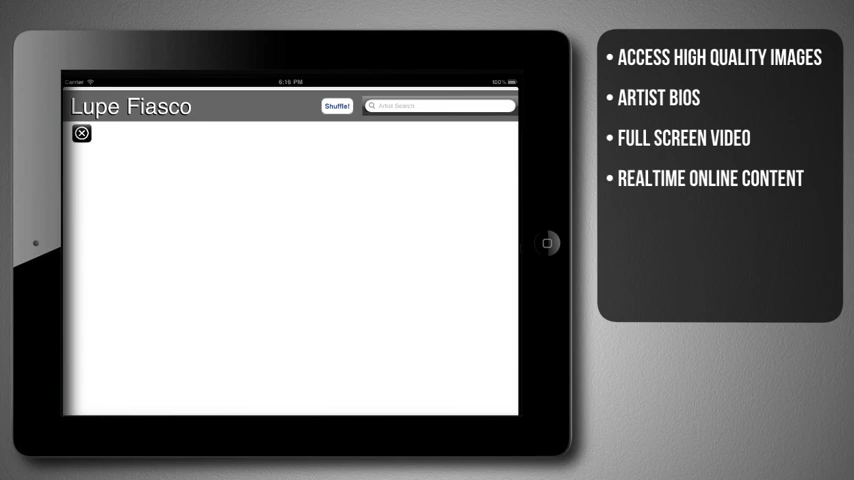 Carrier
6:16 PM
100%
Lupe Fiasco
Shuffle!
Artist Search
• ACCESS HIGH QUALITY IMAGES
• ARTIST BIOS
• FULL SCREEN VIDEO
• REALTIME ONLINE CONTENT